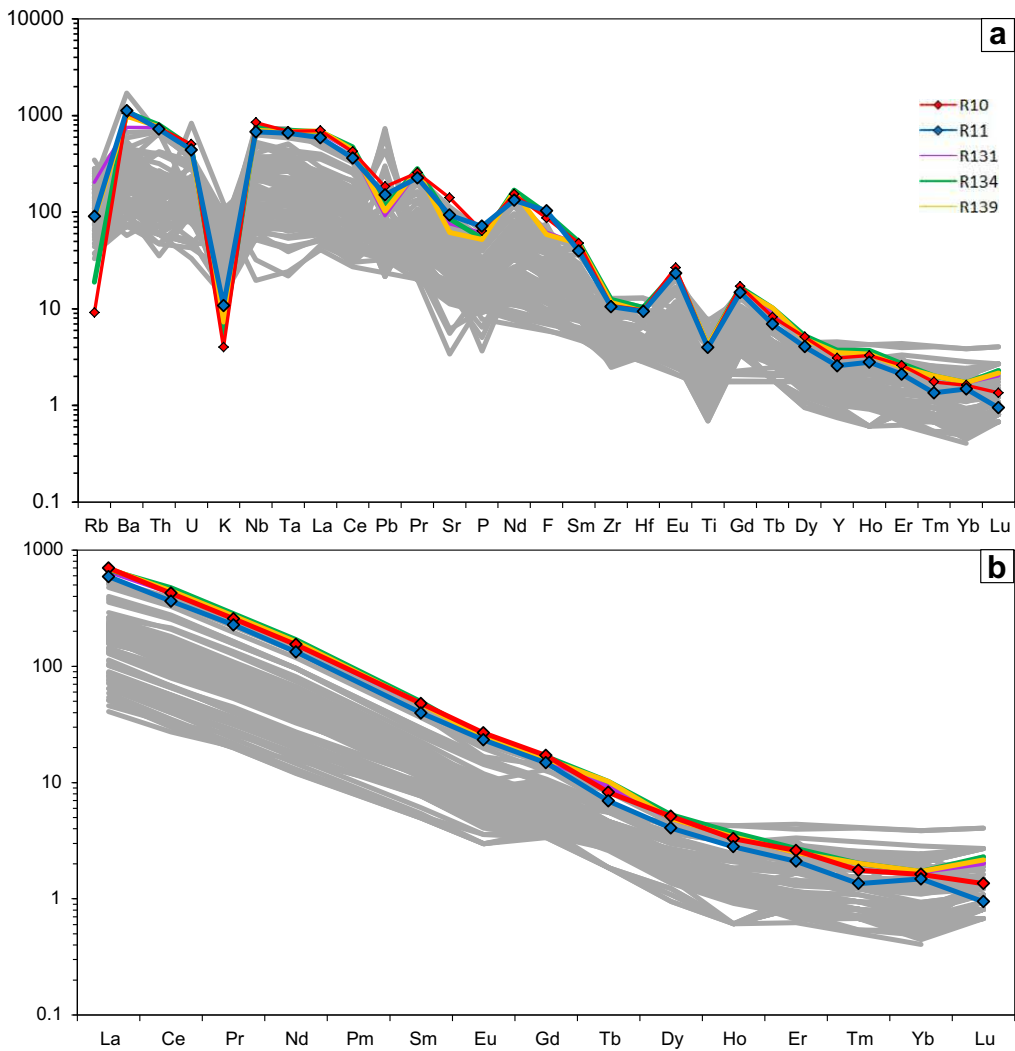 10000
a
1000
R10
R11
R131
100
R134
R139
10
1
0.1
Rb Ba Th U K Nb Ta La Ce Pb Pr Sr P Nd F Sm Zr Hf Eu Ti Gd Tb Dy Y Ho Er Tm Yb Lu
1000
b
100
10
1
0.1
La Ce Pr Nd Pm Sm Eu Gd Tb Dy Ho Er Tm Yb Lu